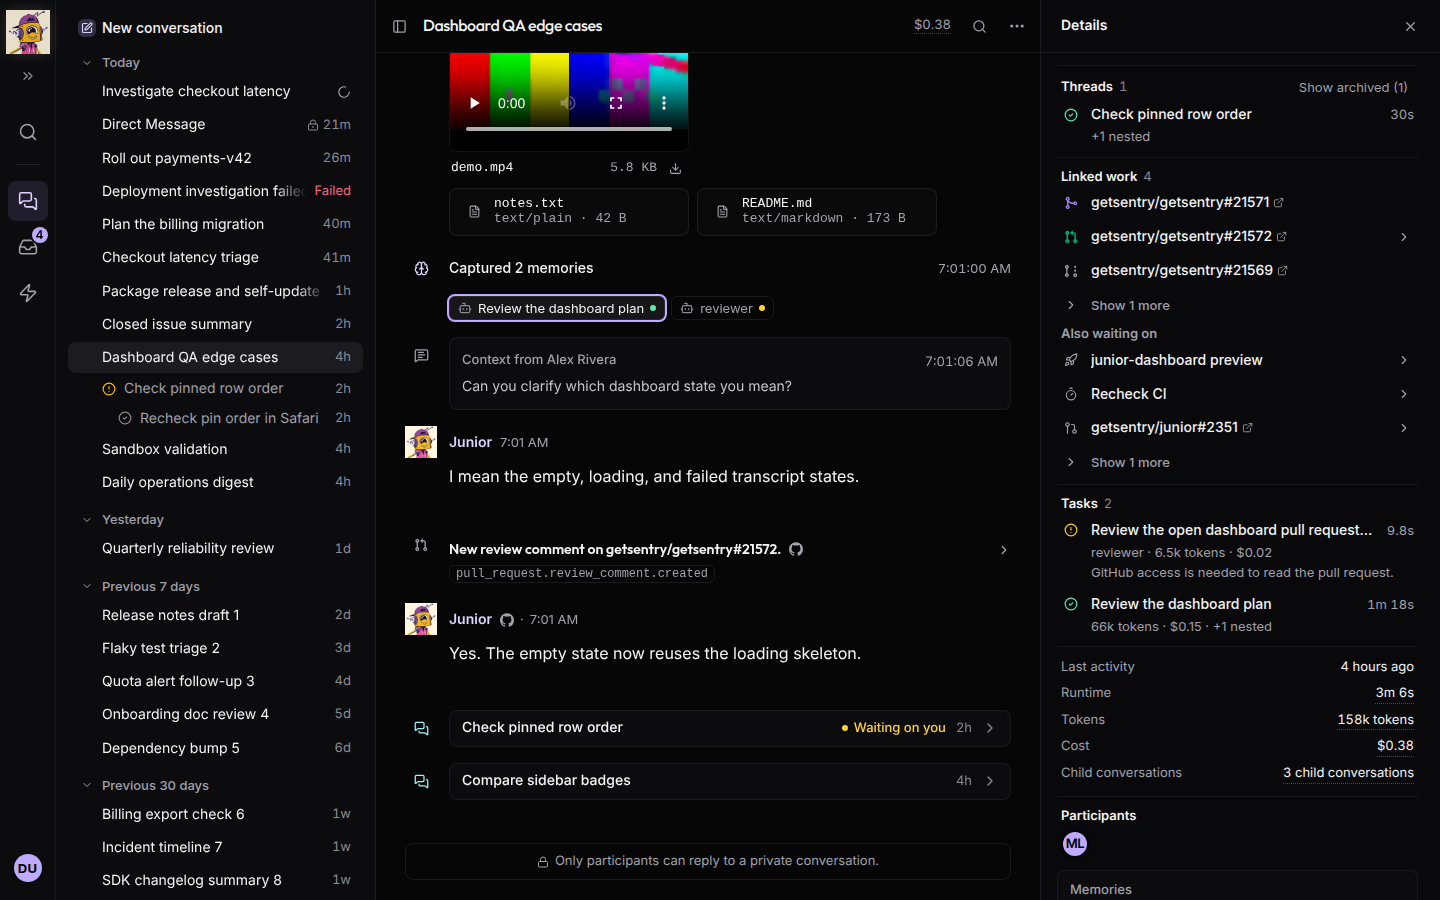 New conversation
Today
Investigate checkout latency
Direct Message 21m
Roll out payments-v42 26m
Deployment investigation failed Failed
Plan the billing migration 40m
4
Checkout latency triage 41m
Package release and self-update 1h
Closed issue summary 2h
Dashboard QA edge cases 4h
Check pinned row order 2h
Recheck pin order in Safari 2h
Sandbox validation 4h
Daily operations digest 4h
Yesterday
Quarterly reliability review 1d
Previous 7 days
Release notes draft 1 2d
Flaky test triage 2 3d
Quota alert follow-up 3 4d
Onboarding doc review 4 5d
Dependency bump 5 6d
Previous 30 days
Billing export check 6 1w
Incident timeline 7 1w
SDK changelog summary 8 1w
DU
Dashboard QA edge cases $0.38
0:00
demo.mp4 5.8 KB
notes.txt
text/plain · 42 B
README.md
text/markdown · 173 B
Captured 2 memories 7:01:00 AM
Review the dashboard plan reviewer
Context from Alex Rivera 7:01:06 AM
Can you clarify which dashboard state you mean?
Junior 7:01 AM
I mean the empty, loading, and failed transcript states.
New review comment on getsentry/getsentry#21572.
pull_request.review_comment.created
Junior · 7:01 AM
Yes. The empty state now reuses the loading skeleton.
Check pinned row order Waiting on you 2h
Compare sidebar badges 4h
Only participants can reply to a private conversation.
Details
Threads 1 Show archived (1)
Check pinned row order 30s
+1 nested
Linked work 4
getsentry/getsentry#21571
getsentry/getsentry#21572
getsentry/getsentry#21569
Show 1 more
Also waiting on
junior-dashboard preview
Recheck CI
getsentry/junior#2351
Show 1 more
Tasks 2
Review the open dashboard pull request... 9.8s
reviewer · 6.5k tokens · $0.02
GitHub access is needed to read the pull request.
Review the dashboard plan 1m 18s
66k tokens · $0.15 · +1 nested
Last activity 4 hours ago
Runtime 3m 6s
Tokens 158k tokens
Cost $0.38
Child conversations 3 child conversations
Participants
ML
Memories